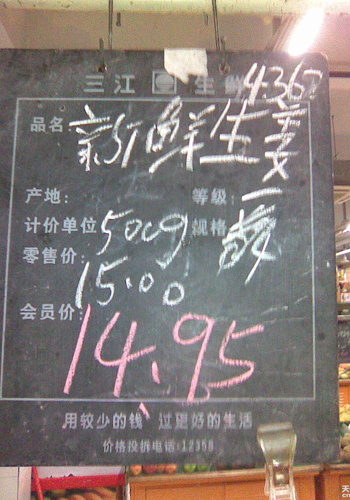 三江 生鲜 4367
品名: 新鲜生姜
产地: 等级: 一
计价单位 500g 规格:
零售价: 15.00
会员价: 14.95
用较少的钱 过更好的生活
价格投诉电话:12358